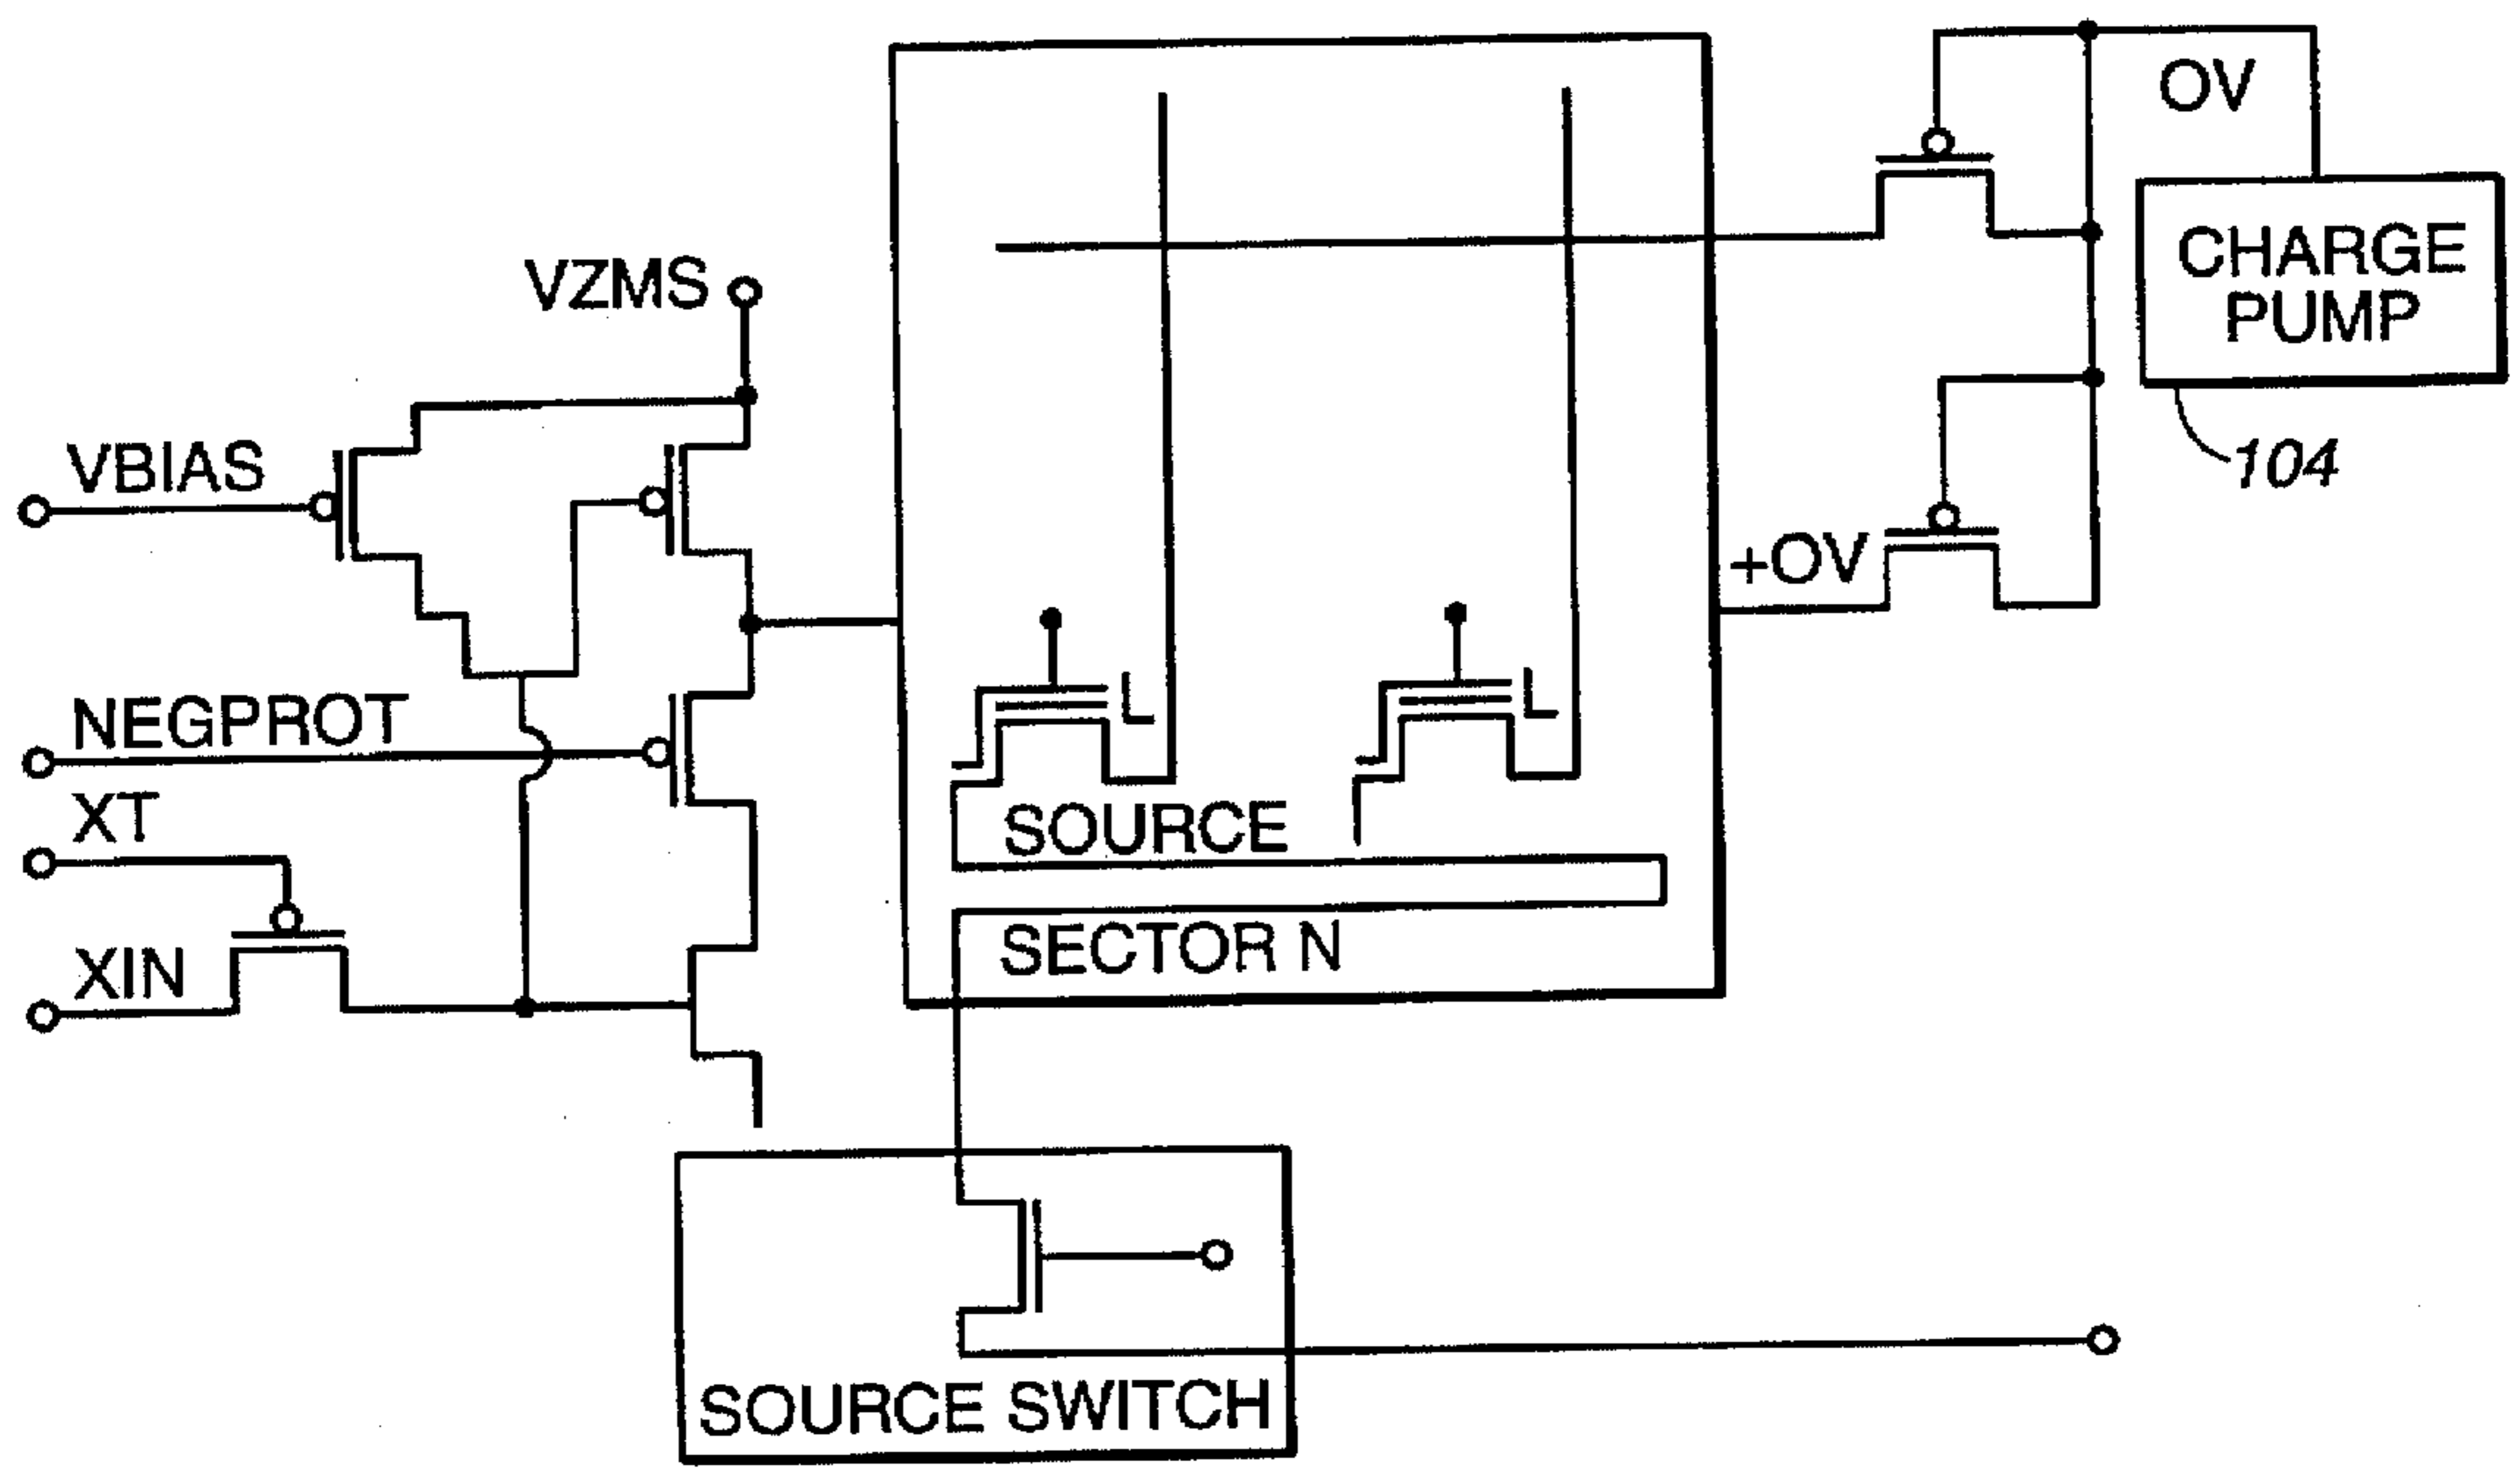 OV
CHARGE
PUMP
104
VZMS
VBIAS
+OV
NEGPROT
XT
XIN
SOURCE
SECTOR N
SOURCE SWITCH